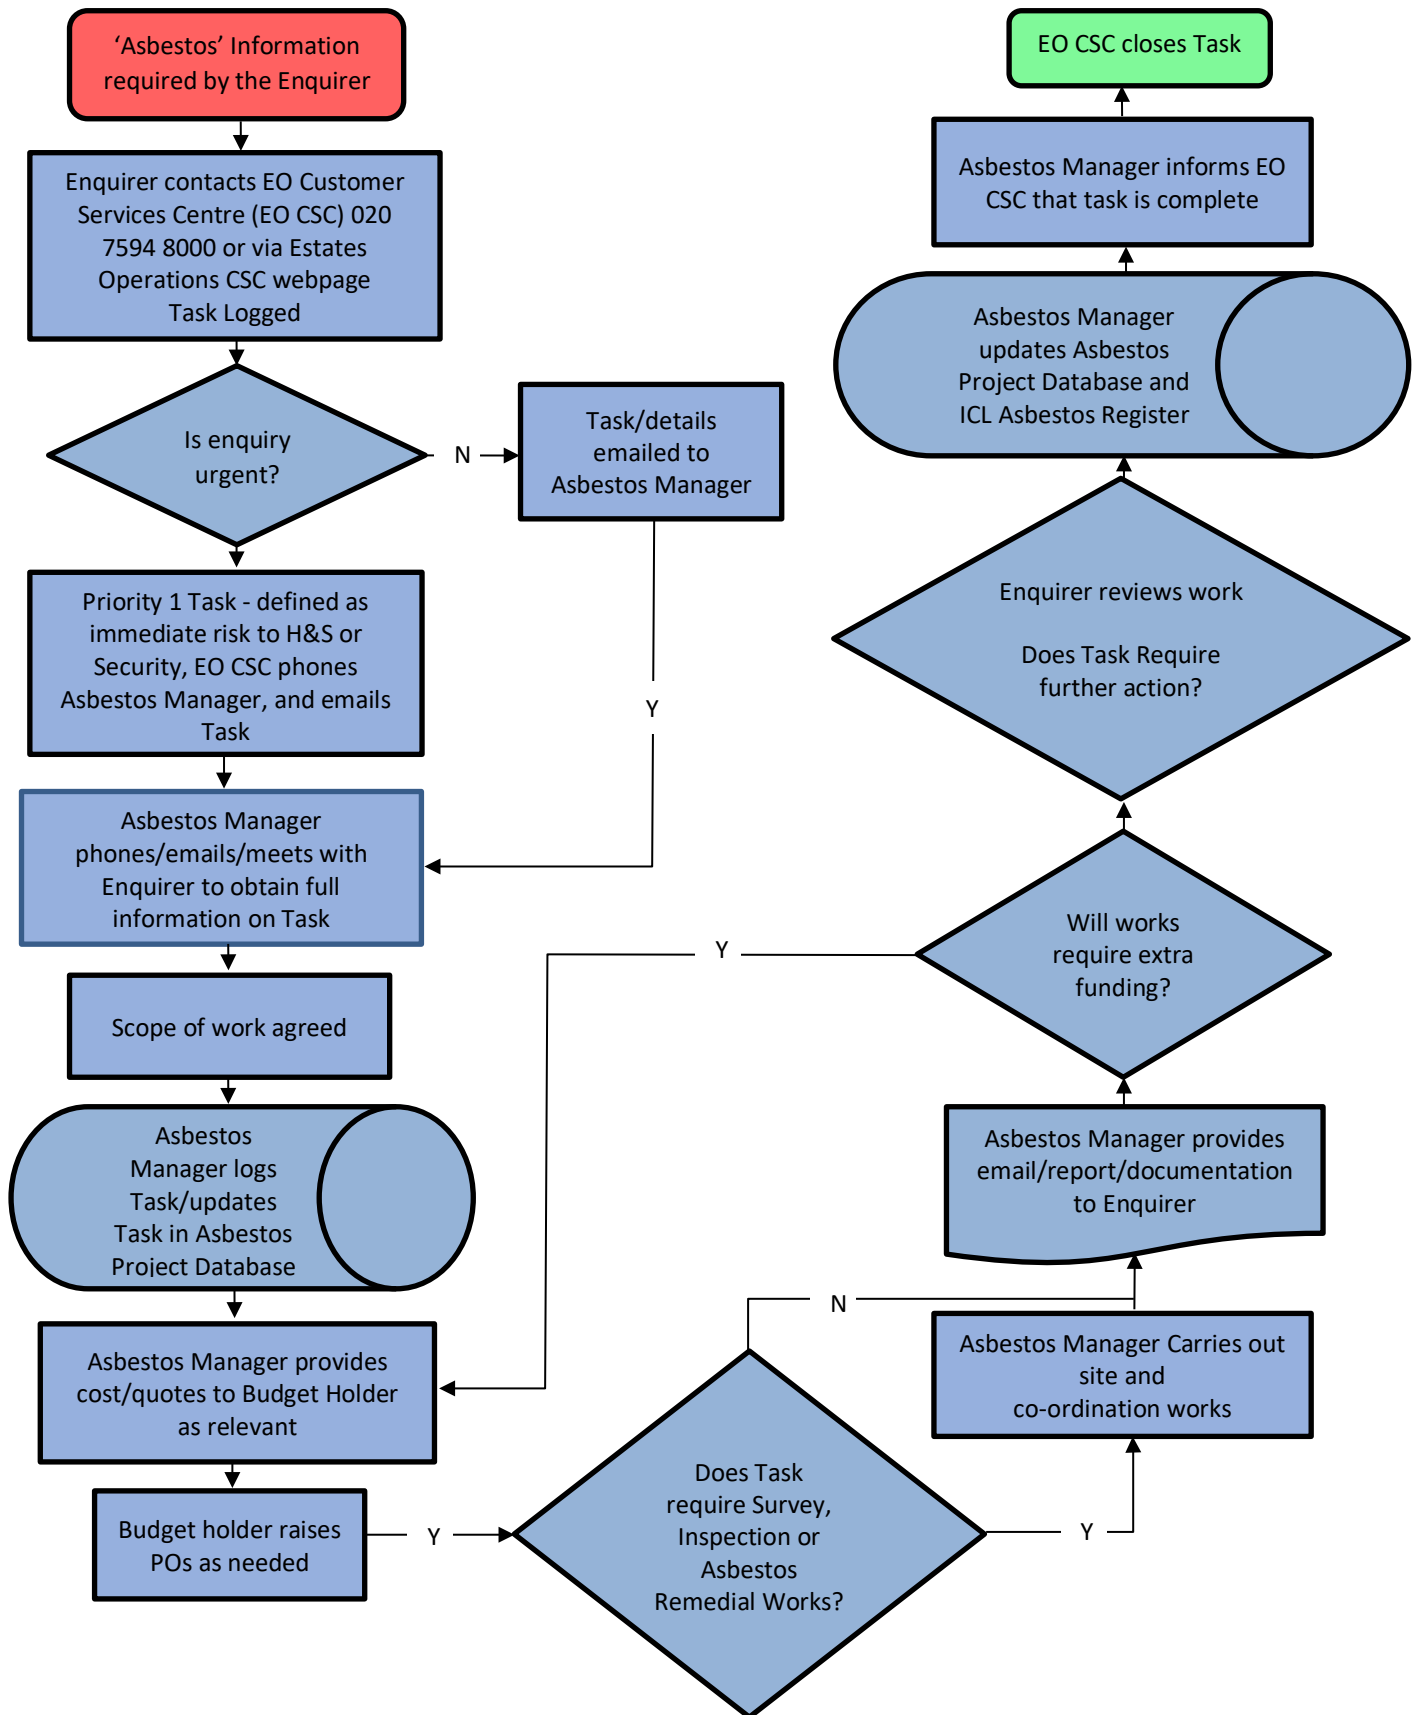 ‘Asbestos’ Information
required by the Enquirer
Enquirer contacts EO Customer
Services Centre (EO CSC) 020
7594 8000 or via Estates
Operations CSC webpage
Task Logged
Is enquiry
urgent?
N
Task/details
emailed to
Asbestos Manager
Y
Priority 1 Task - defined as
immediate risk to H&S or
Security, EO CSC phones
Asbestos Manager, and emails
Task
Asbestos Manager
phones/emails/meets with
Enquirer to obtain full
information on Task
Scope of work agreed
Asbestos
Manager logs
Task/updates
Task in Asbestos
Project Database
Asbestos Manager provides
cost/quotes to Budget Holder
as relevant
Budget holder raises
POs as needed
Y
Does Task
require Survey,
Inspection or
Asbestos
Remedial Works?
N
Y
Asbestos Manager Carries out
site and
co-ordination works
Asbestos Manager provides
email/report/documentation
to Enquirer
Will works
require extra
funding?
Y
Enquirer reviews work
Does Task Require
further action?
Asbestos Manager
updates Asbestos
Project Database and
ICL Asbestos Register
Asbestos Manager informs EO
CSC that task is complete
EO CSC closes Task